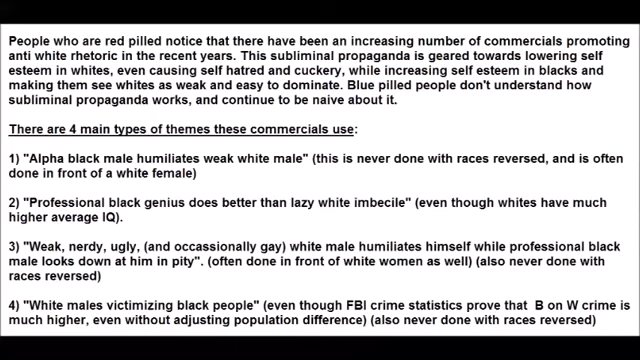 People who are red pilled notice that there have been an increasing number of commercials promoting
anti white rhetoric in the recent years. This subliminal propaganda is geared towards lowering self
esteem in whites, even causing self hatred and cuckery, while increasing self esteem in blacks and
making them see whites as weak and easy to dominate. Blue pilled people don't understand how
subliminal propaganda works, and continue to be naive about it.
There are 4 main types of themes these commercials use:
1) "Alpha black male humiliates weak white male" (this is never done with races reversed, and is often
done in front of a white female)
2) "Professional black genius does better than lazy white imbecile" (even though whites have much
higher average IQ).
3) "Weak, nerdy, ugly, (and occassionally gay) white male humiliates himself while professional black
male looks down at him in pity". (often done in front of white women as well) (also never done with
races reversed)
4) "White males victimizing black people" (even though FBI crime statistics prove that B on W crime is
much higher, even without adjusting population difference) (also never done with races reversed)